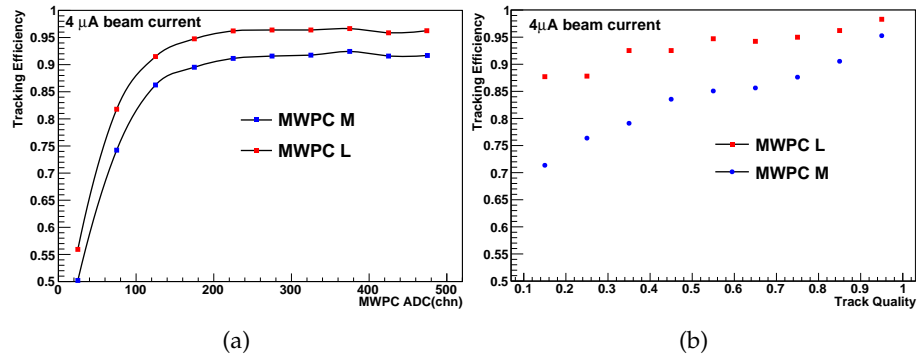 4 μA beam current
Tracking Efficiency
1
0.95
0.9
0.85
0.8
0.75
0.7
0.65
0.6
0.55
0.5
MWPC M
MWPC L
0 100 200 300 400 500
MWPC ADC(chn)
(a)
4μA beam current
Tracking Efficiency
1
0.95
0.9
0.85
0.8
0.75
0.7
0.65
0.6
0.55
0.5
MWPC L
MWPC M
0.1 0.2 0.3 0.4 0.5 0.6 0.7 0.8 0.9 1
Track Quality
(b)